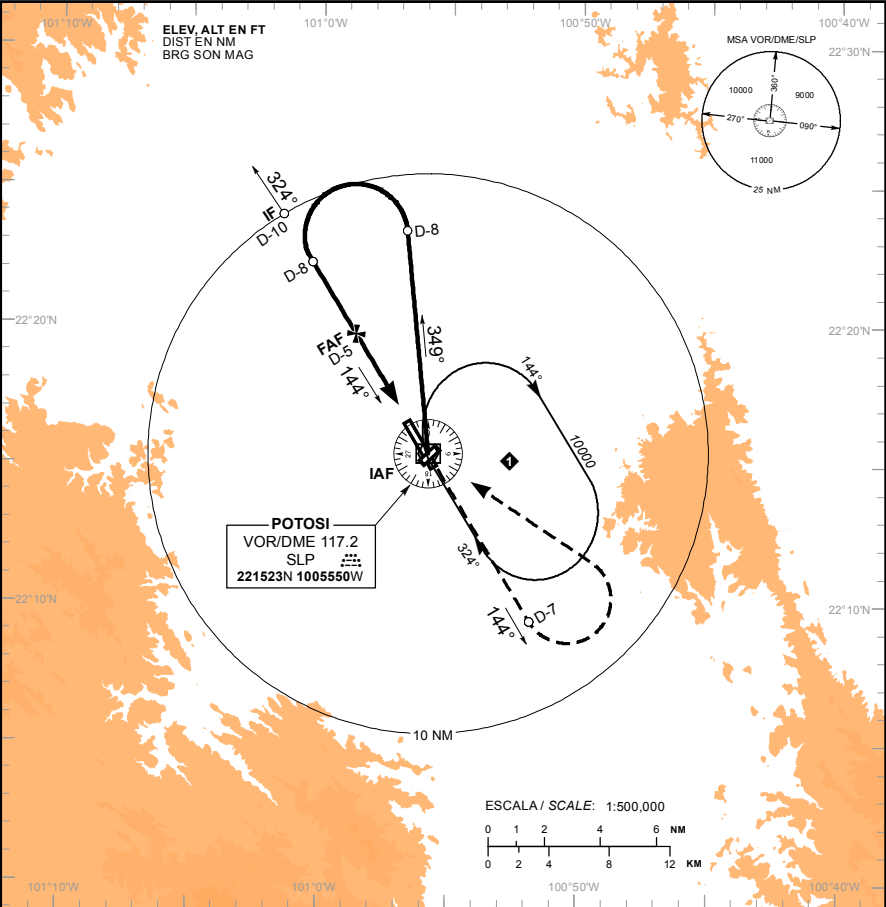 101°10'W
101°0'W
100°50'W
100°40'W
ELEV, ALT EN FT
DIST EN NM
BRG SON MAG
MSA VOR/DME/SLP
22°30'N
10000
360°
9000
270°
090°
11000
25 NM
324°
IF
D-10
D-8
D-8
22°20'N
22°20'N
FAF
D-5
349°
144°
144°
10000
1
IAF
POTOSI
VOR/DME 117.2
SLP
221523N 1005550W
324°
22°10'N
22°10'N
144°
D-7
10 NM
ESCALA / SCALE: 1:500,000
0 1 2 4 6 NM
0 2 4 8 12 KM
101°10'W
101°0'W
100°50'W
100°40'W